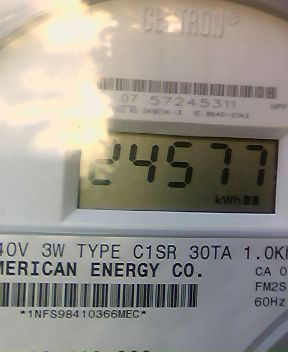 CENTRON®
07 57245311
24577
kWh
40V 3W TYPE C1SR 30TA 1.0K
MERICAN ENERGY CO.
CA 0
FM2S
60Hz
*1NFS98410366MEC*